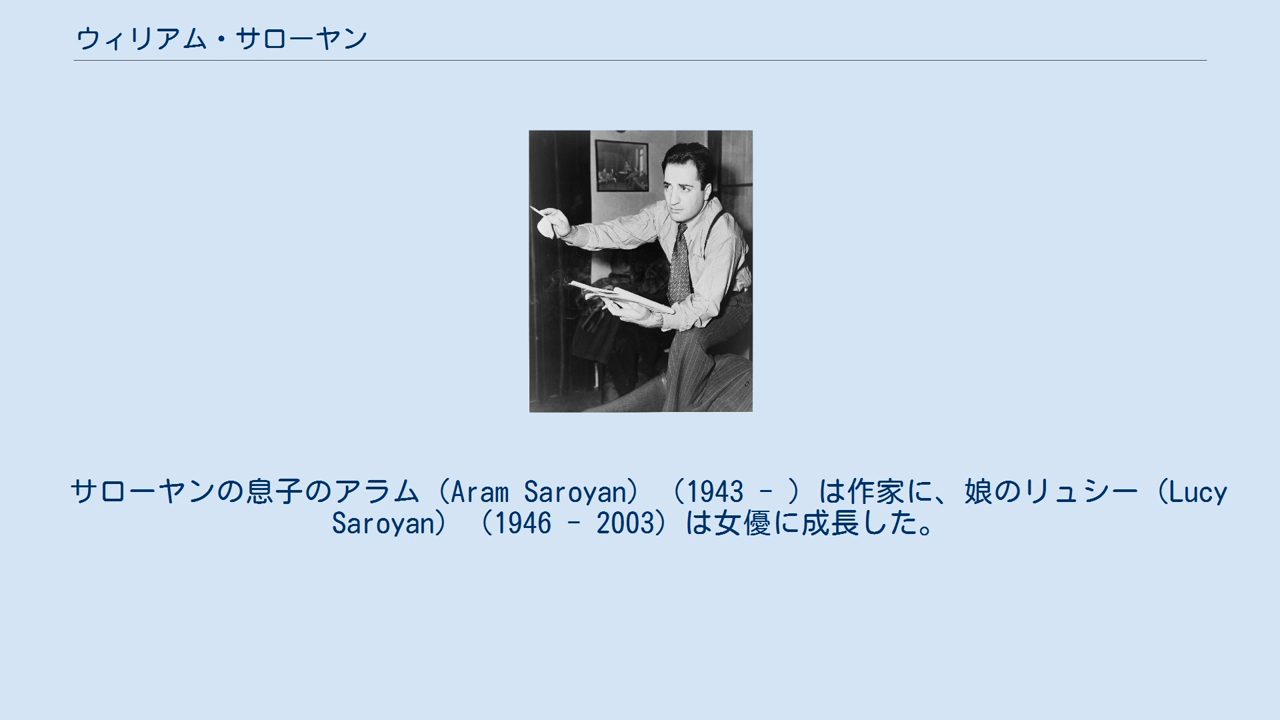 ウィリアム・サローヤン
サローヤンの息子のアラム（Aram Saroyan）（1943 - ）は作家に、娘のリュシー（Lucy
Saroyan）（1946 - 2003）は女優に成長した。